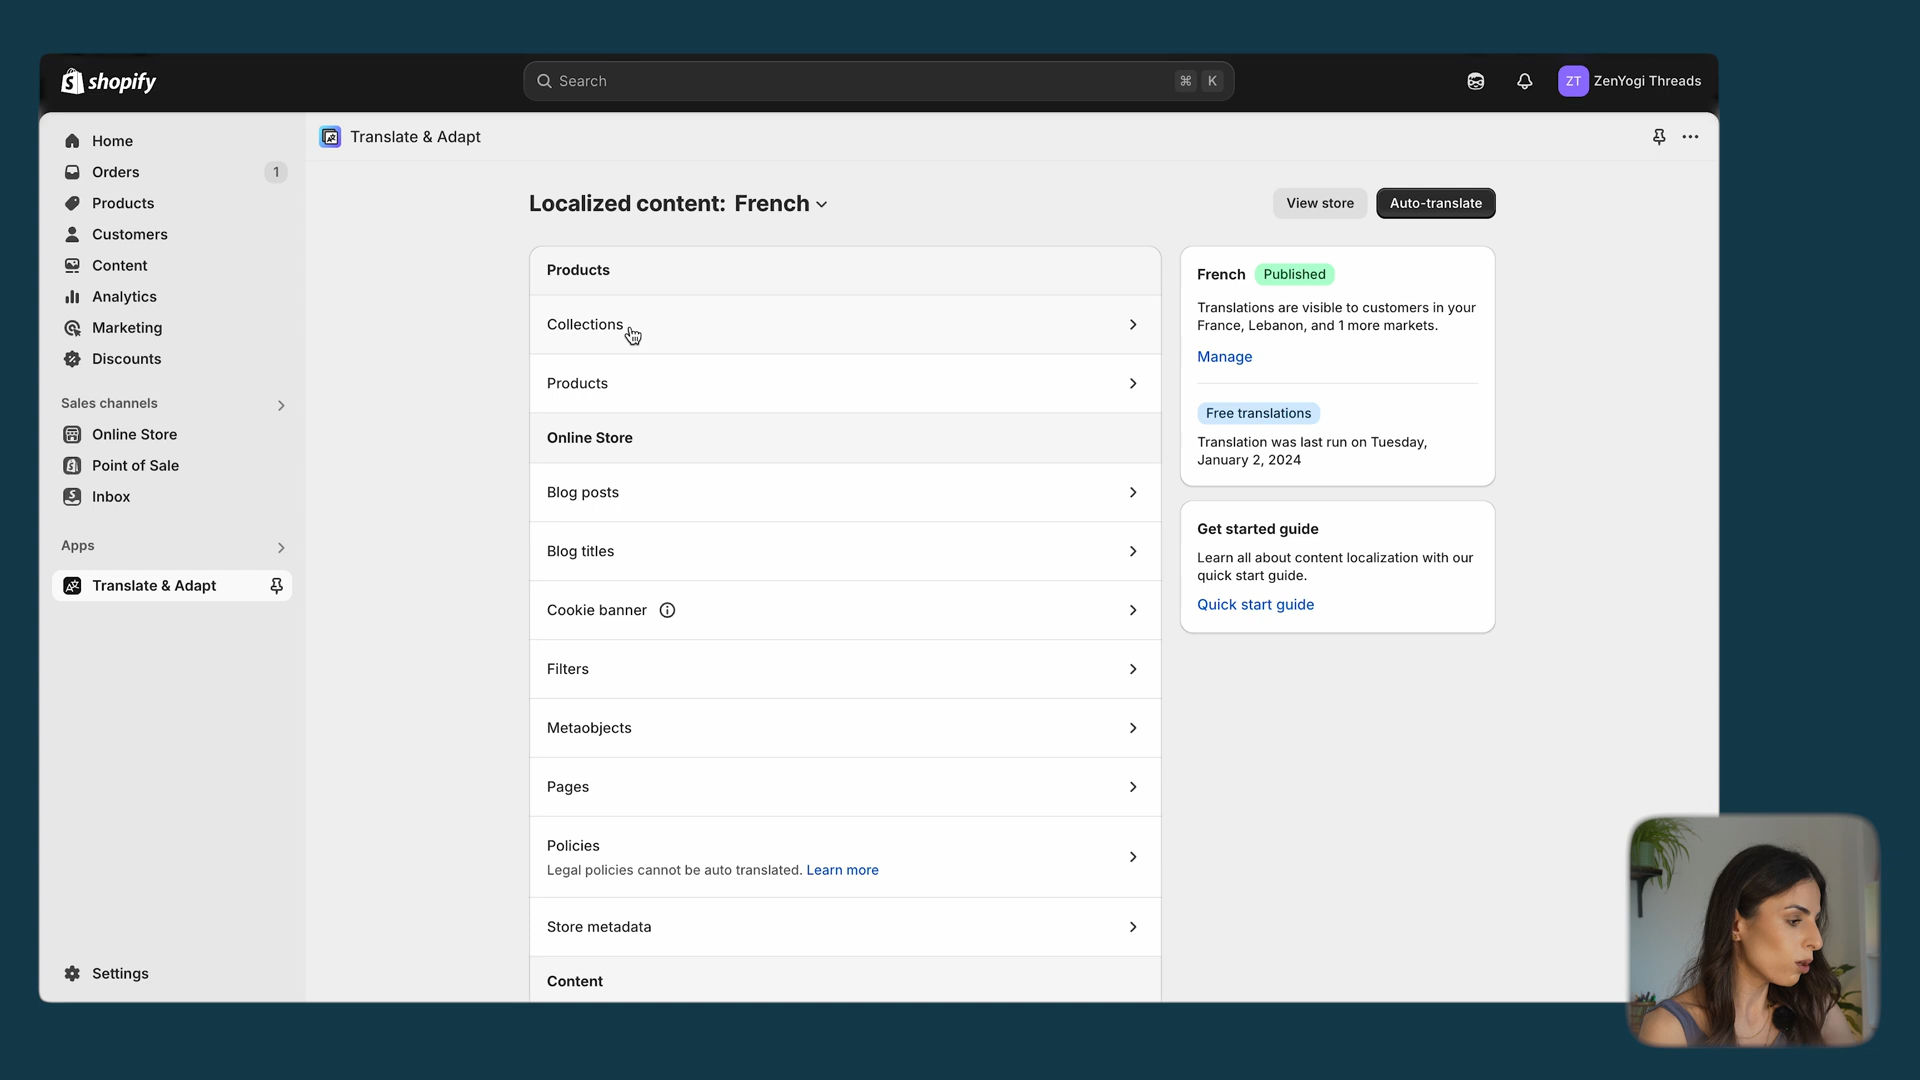 shopify
Search
⌘ K
ZT ZenYogi Threads
Home
Orders 1
Products
Customers
Content
Analytics
Marketing
Discounts
Sales channels
Online Store
Point of Sale
Inbox
Apps
Translate & Adapt
Settings
Translate & Adapt
Localized content: French
View store
Auto-translate
Products
Collections
Products
Online Store
Blog posts
Blog titles
Cookie banner
Filters
Metaobjects
Pages
Policies
Legal policies cannot be auto translated. Learn more
Store metadata
Content
French Published
Translations are visible to customers in your
France, Lebanon, and 1 more markets.
Manage
Free translations
Translation was last run on Tuesday,
January 2, 2024
Get started guide
Learn all about content localization with our
quick start guide.
Quick start guide